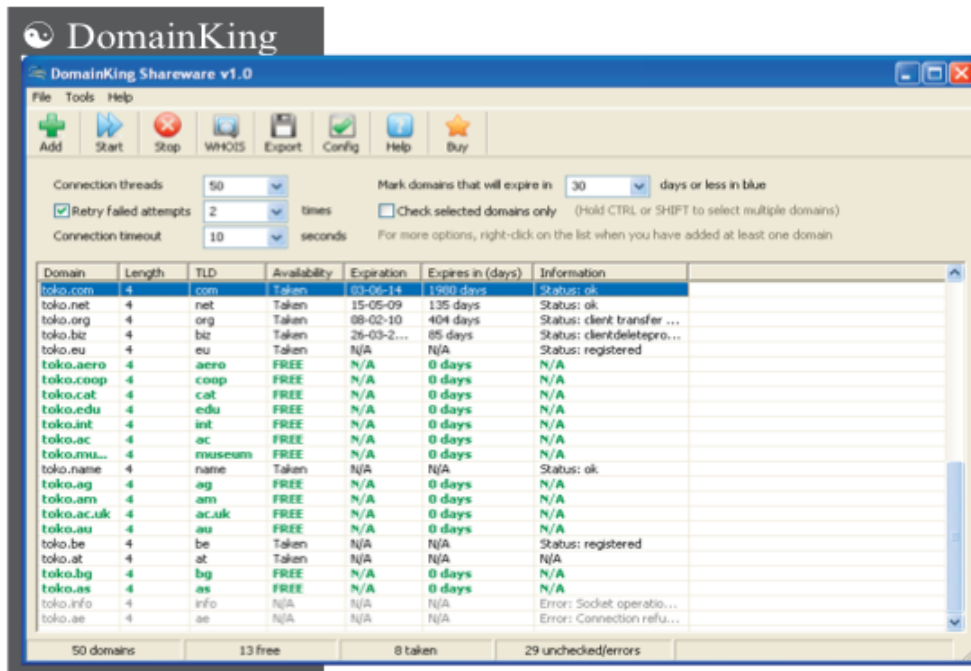 DomainKing
DomainKing Shareware v1.0
File Tools Help
Add Start Stop WHOIS Export Config Help Buy
Connection threads 50 Mark domains that will expire in 30 days or less in blue
Retry failed attempts 2 times Check selected domains only (Hold CTRL or SHIFT to select multiple domains)
Connection timeout 10 seconds For more options, right-click on the list when you have added at least one domain
Domain Length TLD Availability Expiration Expires in (days) Information
toko.com 4 com Taken 03-06-14 1980 days Status: ok
toko.net 4 net Taken 15-05-09 135 days Status: ok
toko.org 4 org Taken 08-02-10 404 days Status: client transfer ...
toko.biz 4 biz Taken 26-03-2... 85 days Status: clientdeletepro...
toko.eu 4 eu Taken N/A N/A Status: registered
toko.aero 4 aero FREE N/A 0 days N/A
toko.coop 4 coop FREE N/A 0 days N/A
toko.cat 4 cat FREE N/A 0 days N/A
toko.edu 4 edu FREE N/A 0 days N/A
toko.int 4 int FREE N/A 0 days N/A
toko.ac 4 ac FREE N/A 0 days N/A
toko.mu... 4 museum FREE N/A 0 days N/A
toko.name 4 name Taken N/A N/A Status: ok
toko.ag 4 ag FREE N/A 0 days N/A
toko.am 4 am FREE N/A 0 days N/A
toko.ac.uk 4 ac.uk FREE N/A 0 days N/A
toko.au 4 au FREE N/A 0 days N/A
toko.be 4 be Taken N/A N/A Status: registered
toko.at 4 at Taken N/A N/A N/A
toko.bg 4 bg FREE N/A 0 days N/A
toko.as 4 as FREE N/A 0 days N/A
toko.info 4 info N/A N/A N/A Error: Socket operatio...
toko.ae 4 ae N/A N/A N/A Error: Connection refu...
50 domains 13 free 8 taken 29 unchecked/errors